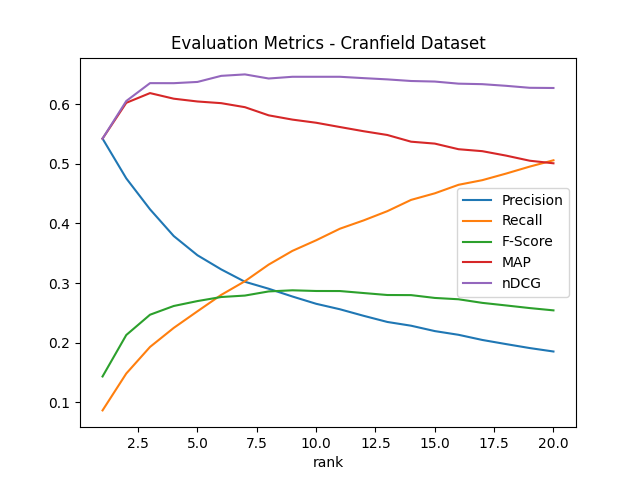 Evaluation Metrics - Cranfield Dataset
0.6
0.5
0.4
0.3
0.2
0.1
Precision
Recall
F-Score
MAP
nDCG
2.5 5.0 7.5 10.0 12.5 15.0 17.5 20.0
rank